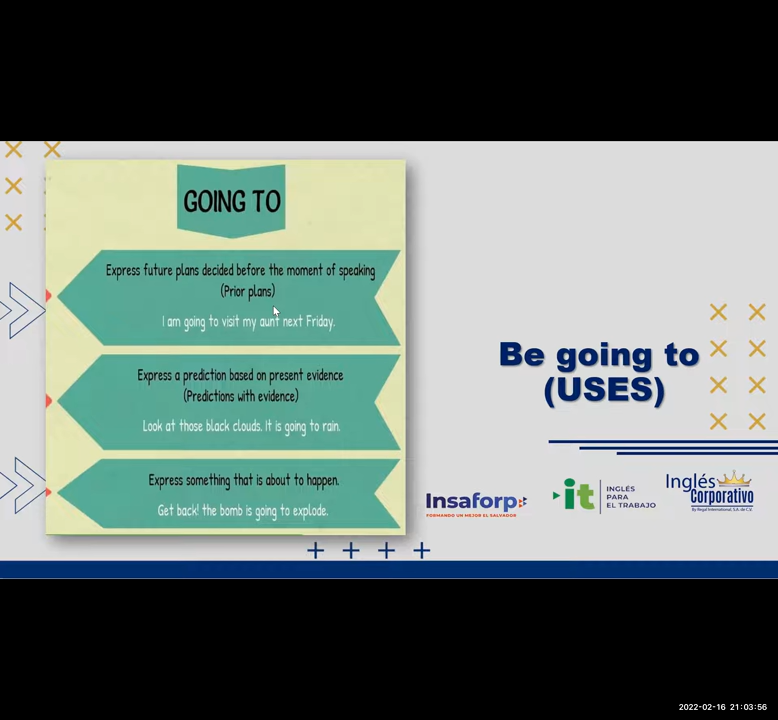 GOING TO
Express future plans decided before the moment of speaking
(Prior plans)
I am going to visit my aunt next Friday.
Express a prediction based on present evidence
(Predictions with evidence)
Look at those black clouds. It is going to rain.
Express something that is about to happen.
Get back! the bomb is going to explode.
Be going to
(USES)
Insaforp
FORMANDO UN MEJOR EL SALVADOR
it
INGLÉS
PARA
EL TRABAJO
Inglés
Corporativo
By Regal International, S.A. de C.V.
2022-02-16 21:03:56